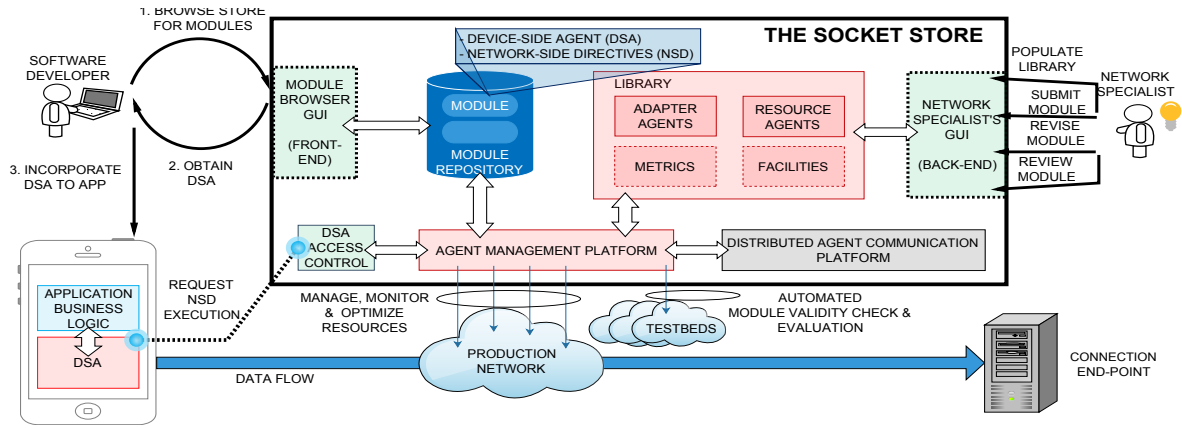 1. BROWSE STORE
FOR MODULES
SOFTWARE
DEVELOPER
2. OBTAIN
DSA
3. INCORPORATE
DSA TO APP
THE SOCKET STORE
- DEVICE-SIDE AGENT (DSA)
- NETWORK-SIDE DIRECTIVES (NSD)
MODULE
BROWSER
GUI
(FRONT-
END)
MODULE
MODULE
REPOSITORY
LIBRARY
ADAPTER
AGENTS
RESOURCE
AGENTS
METRICS
FACILITIES
NETWORK
SPECIALIST'S
GUI
(BACK-END)
POPULATE
LIBRARY
SUBMIT
MODULE
REVISE
MODULE
REVIEW
MODULE
NETWORK
SPECIALIST
DSA
ACCESS
CONTROL
AGENT MANAGEMENT PLATFORM
DISTRIBUTED AGENT COMMUNICATION
PLATFORM
APPLICATION
BUSINESS
LOGIC
DSA
REQUEST
NSD
EXECUTION
MANAGE, MONITOR
& OPTIMIZE
RESOURCES
TESTBEDS
AUTOMATED
MODULE VALIDITY CHECK &
EVALUATION
PRODUCTION
NETWORK
DATA FLOW
CONNECTION
END-POINT